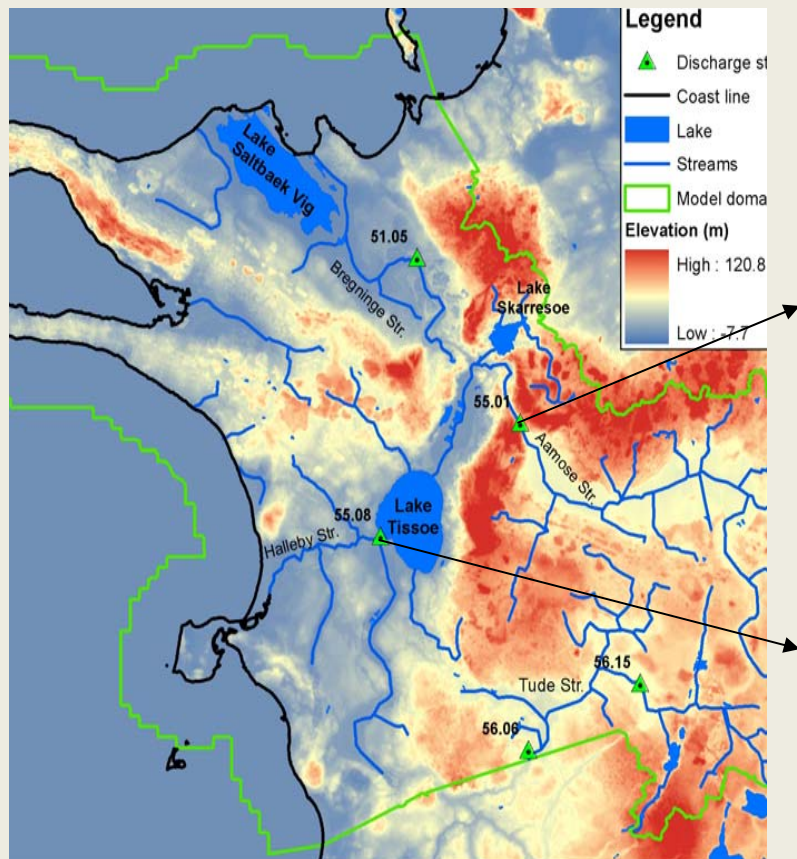 Legend
Discharge st
Coast line
Lake
Streams
Model doma
Elevation (m)
High : 120.8
Low : -7.7
Lake
Saltbaek Vig
51.05
Bregninge Str.
Lake
Skarresoe
55.01
Aamose Str.
55.08
Lake
Tissoe
Halleby Str.
56.15
Tude Str.
56.06